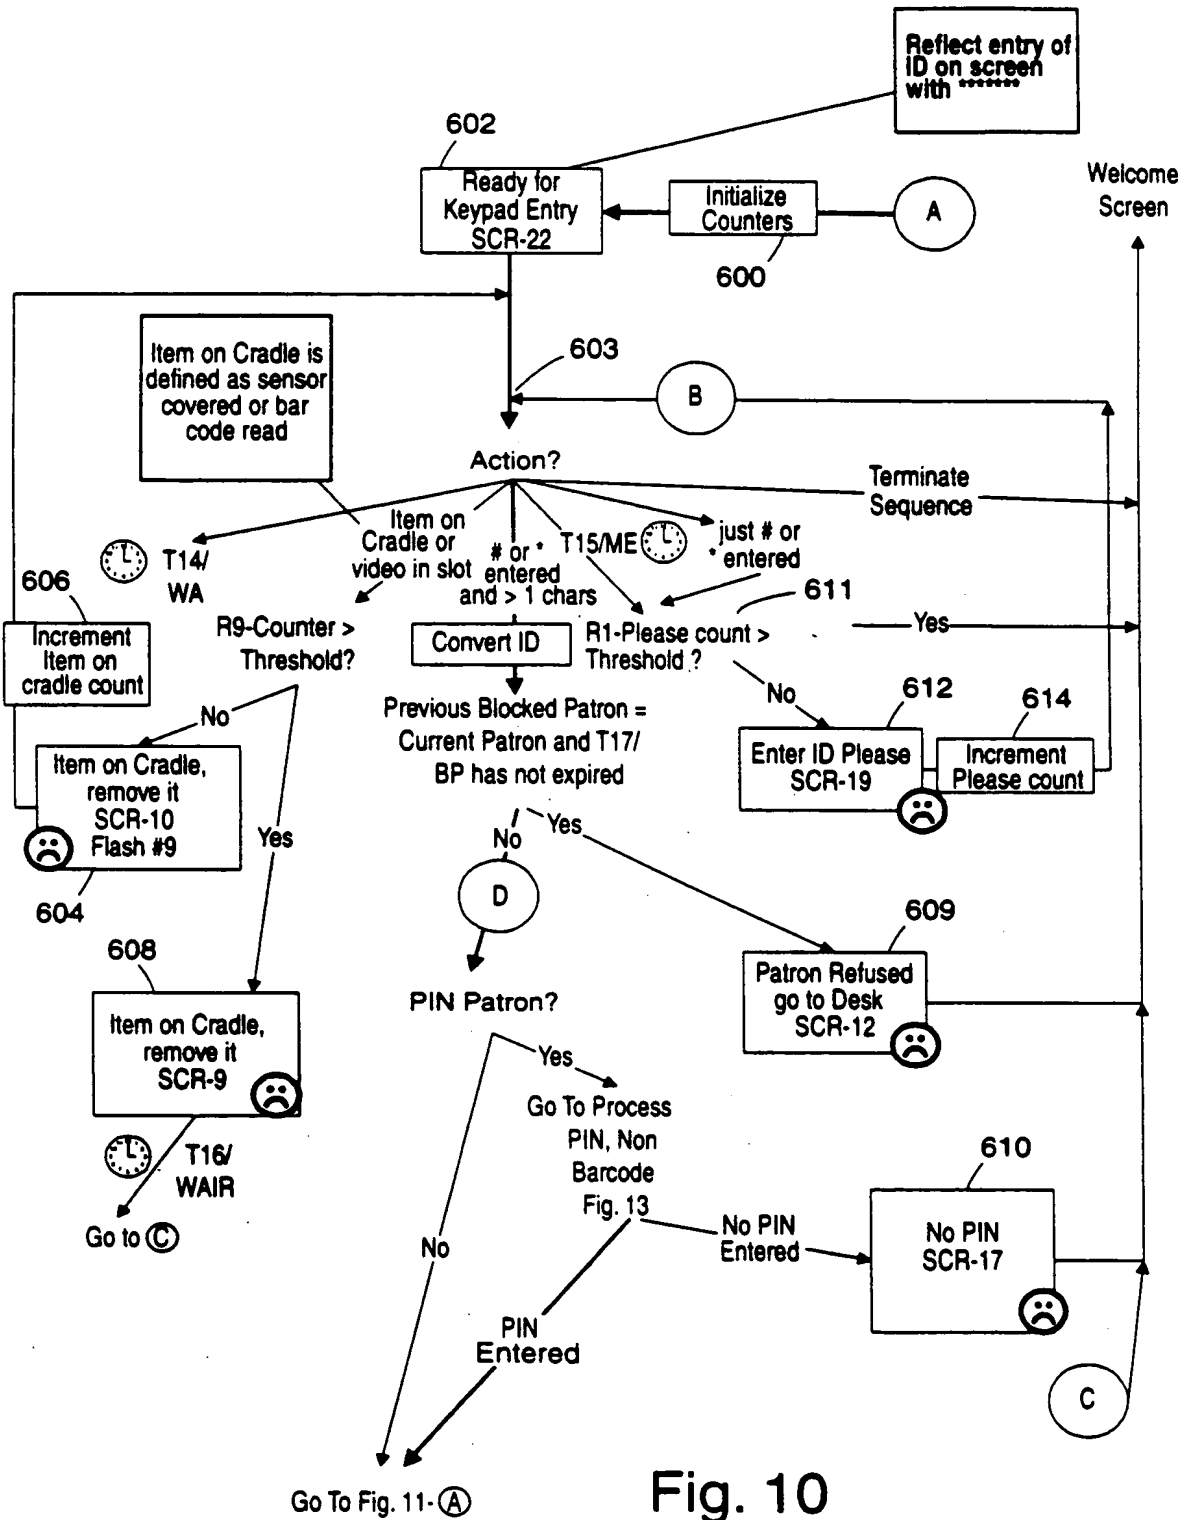 Reflect entry of
ID on screen
with *******
602
Ready for
Keypad Entry
SCR-22
Initialize
Counters
600
A
Welcome
Screen
Item on Cradle is
defined as sensor
covered or bar
code read
603
B
Action?
Terminate
Sequence
T14/
WA
Item on
Cradle or
video in slot
# or *
entered
and > 1 chars
T15/ME
just # or
* entered
606
Increment
Item on
cradle count
R9-Counter >
Threshold?
Convert ID
611
R1-Please count >
Threshold ?
Yes
No
Previous Blocked Patron =
Current Patron and T17/
BP has not expired
No
612
Enter ID Please
SCR-19
614
Increment
Please count
Item on Cradle,
remove it
SCR-10
Flash #9
604
Yes
No
Yes
D
609
Patron Refused
go to Desk
SCR-12
608
Item on Cradle,
remove it
SCR-9
PIN Patron?
Yes
Go To Process
PIN, Non
Barcode
Fig. 13
T16/
WAIR
Go to C
No
No PIN
Entered
610
No PIN
SCR-17
PIN
Entered
C
Go To Fig. 11- A
Fig. 10